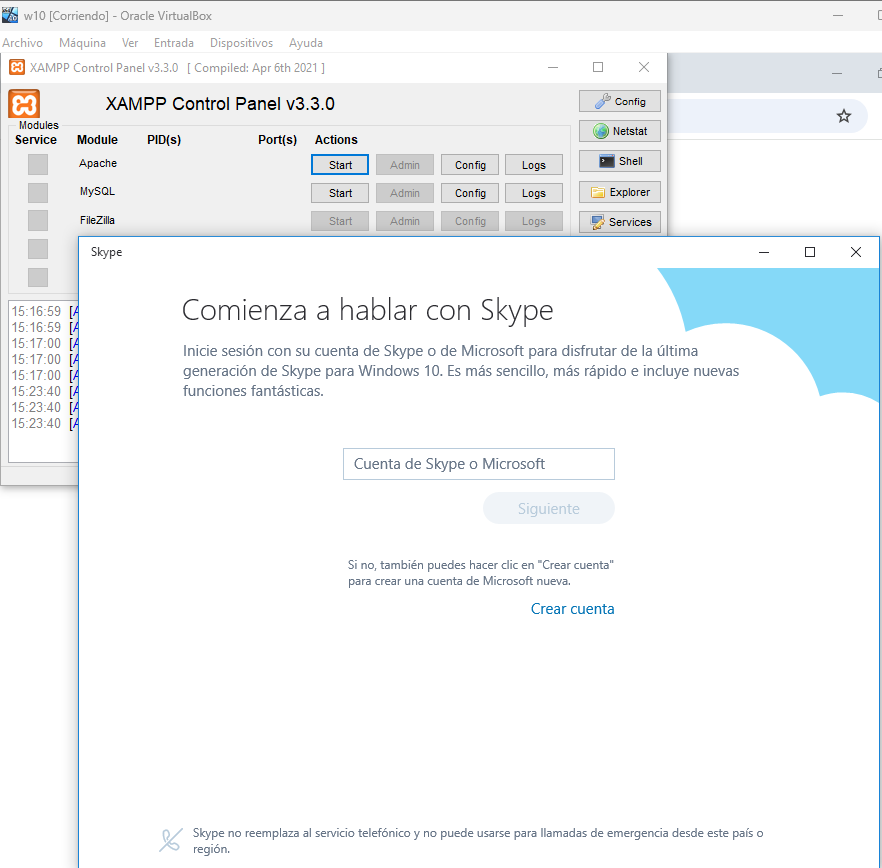 w10 [Corriendo] - Oracle VirtualBox
Archivo Máquina Ver Entrada Dispositivos Ayuda
XAMPP Control Panel v3.3.0 [ Compiled: Apr 6th 2021 ]
XAMPP Control Panel v3.3.0
Config
Modules
Netstat
Service Module PID(s) Port(s) Actions
Apache Start Admin Config Logs
Shell
MySQL Start Admin Config Logs
Explorer
FileZilla Start Admin Config Logs
Services
15:16:59 [A
15:16:59 [A
15:17:00 [A
15:17:00 [A
15:17:00 [A
15:23:40 [A
15:23:40 [A
15:23:40 [A
Skype
Comienza a hablar con Skype
Inicie sesión con su cuenta de Skype o de Microsoft para disfrutar de la última
generación de Skype para Windows 10. Es más sencillo, más rápido e incluye nuevas
funciones fantásticas.
Cuenta de Skype o Microsoft
Siguiente
Si no, también puedes hacer clic en "Crear cuenta"
para crear una cuenta de Microsoft nueva.
Crear cuenta
Skype no reemplaza al servicio telefónico y no puede usarse para llamadas de emergencia desde este país o
región.